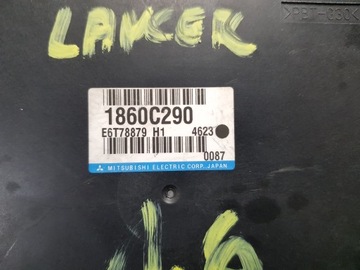 LANCER
1860C290
E6T78879 H1 4623
0087
MITSUBISHI ELECTRIC CORP. JAPAN
1.6